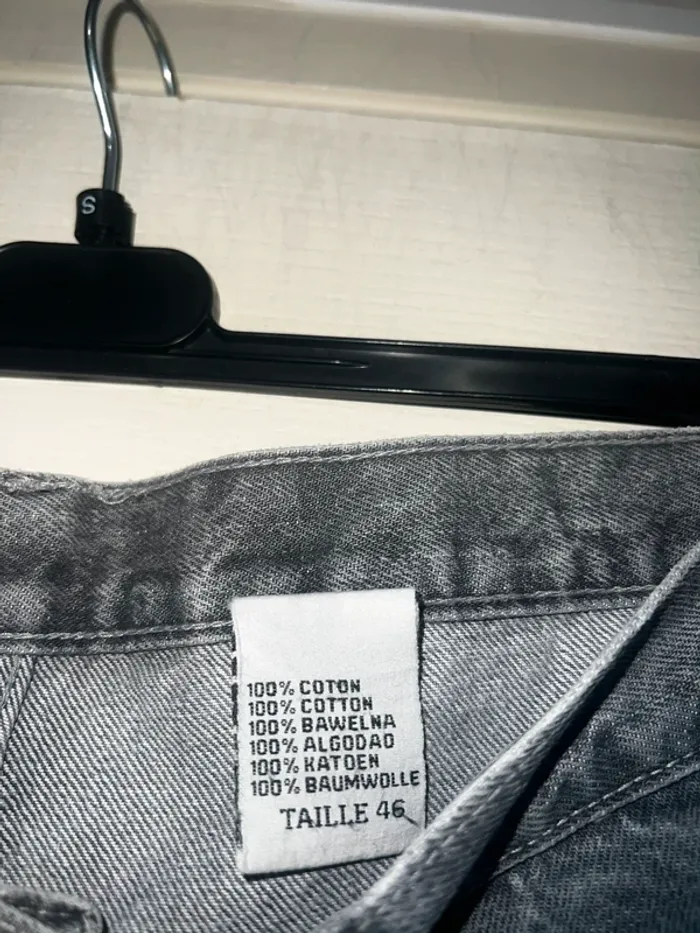 S
100% COTON
100% COTTON
100% BAWELNA
100% ALGODAO
100% KATOEN
100% BAUMWOLLE
TAILLE 46